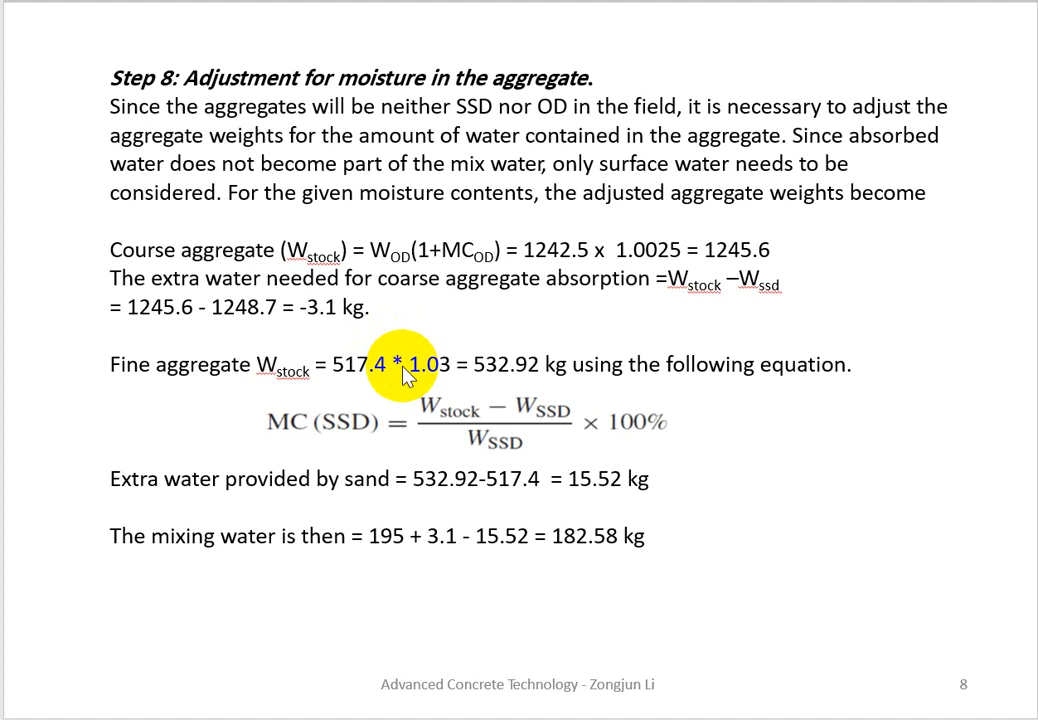 Step 8: Adjustment for moisture in the aggregate.
Since the aggregates will be neither SSD nor OD in the field, it is necessary to adjust the
aggregate weights for the amount of water contained in the aggregate. Since absorbed
water does not become part of the mix water, only surface water needs to be
considered. For the given moisture contents, the adjusted aggregate weights become
Course aggregate (Wstock) = WOD(1+MCOD) = 1242.5 x 1.0025 = 1245.6
The extra water needed for coarse aggregate absorption =Wstock –Wssd
= 1245.6 - 1248.7 = -3.1 kg.
Fine aggregate Wstock = 517.4 * 1.03 = 532.92 kg using the following equation.
MC (SSD) = (Wstock − WSSD) / WSSD × 100%
Extra water provided by sand = 532.92-517.4 = 15.52 kg
The mixing water is then = 195 + 3.1 - 15.52 = 182.58 kg
Advanced Concrete Technology - Zongjun Li
8